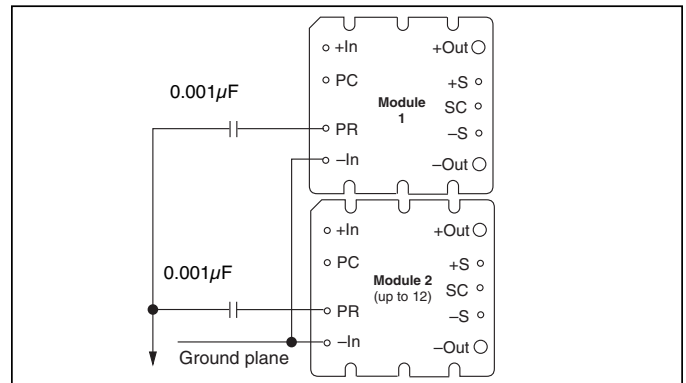 +In +Out
0.001µF
PC +S
Module
1
SC
PR –S
–In –Out
+In +Out
0.001µF
PC +S
Module 2
(up to 12)
SC
PR –S
–In –Out
Ground plane